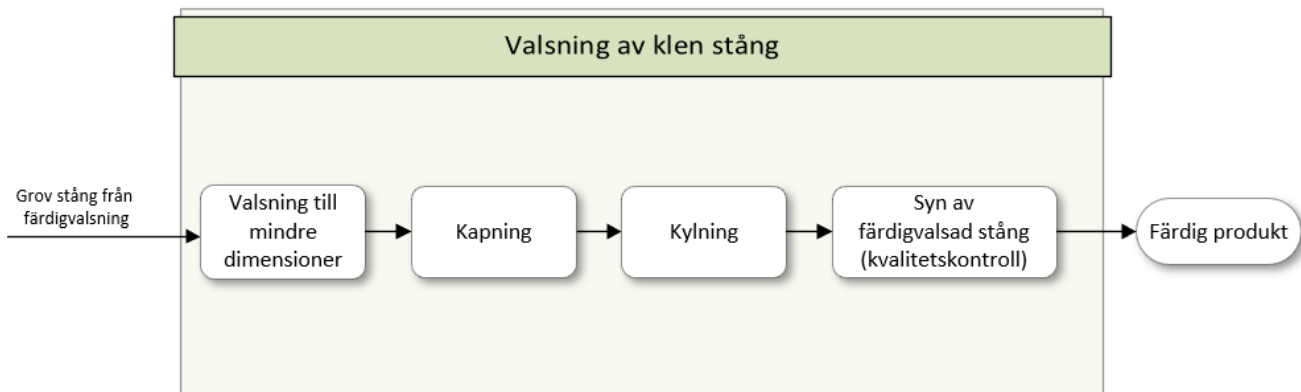 Valsning av klen stång
Grov stång från
färdigvalsning
Valsning till
mindre
dimensioner
Kapning
Kylning
Syn av
färdigvalsad stång
(kvalitetskontroll)
Färdig produkt